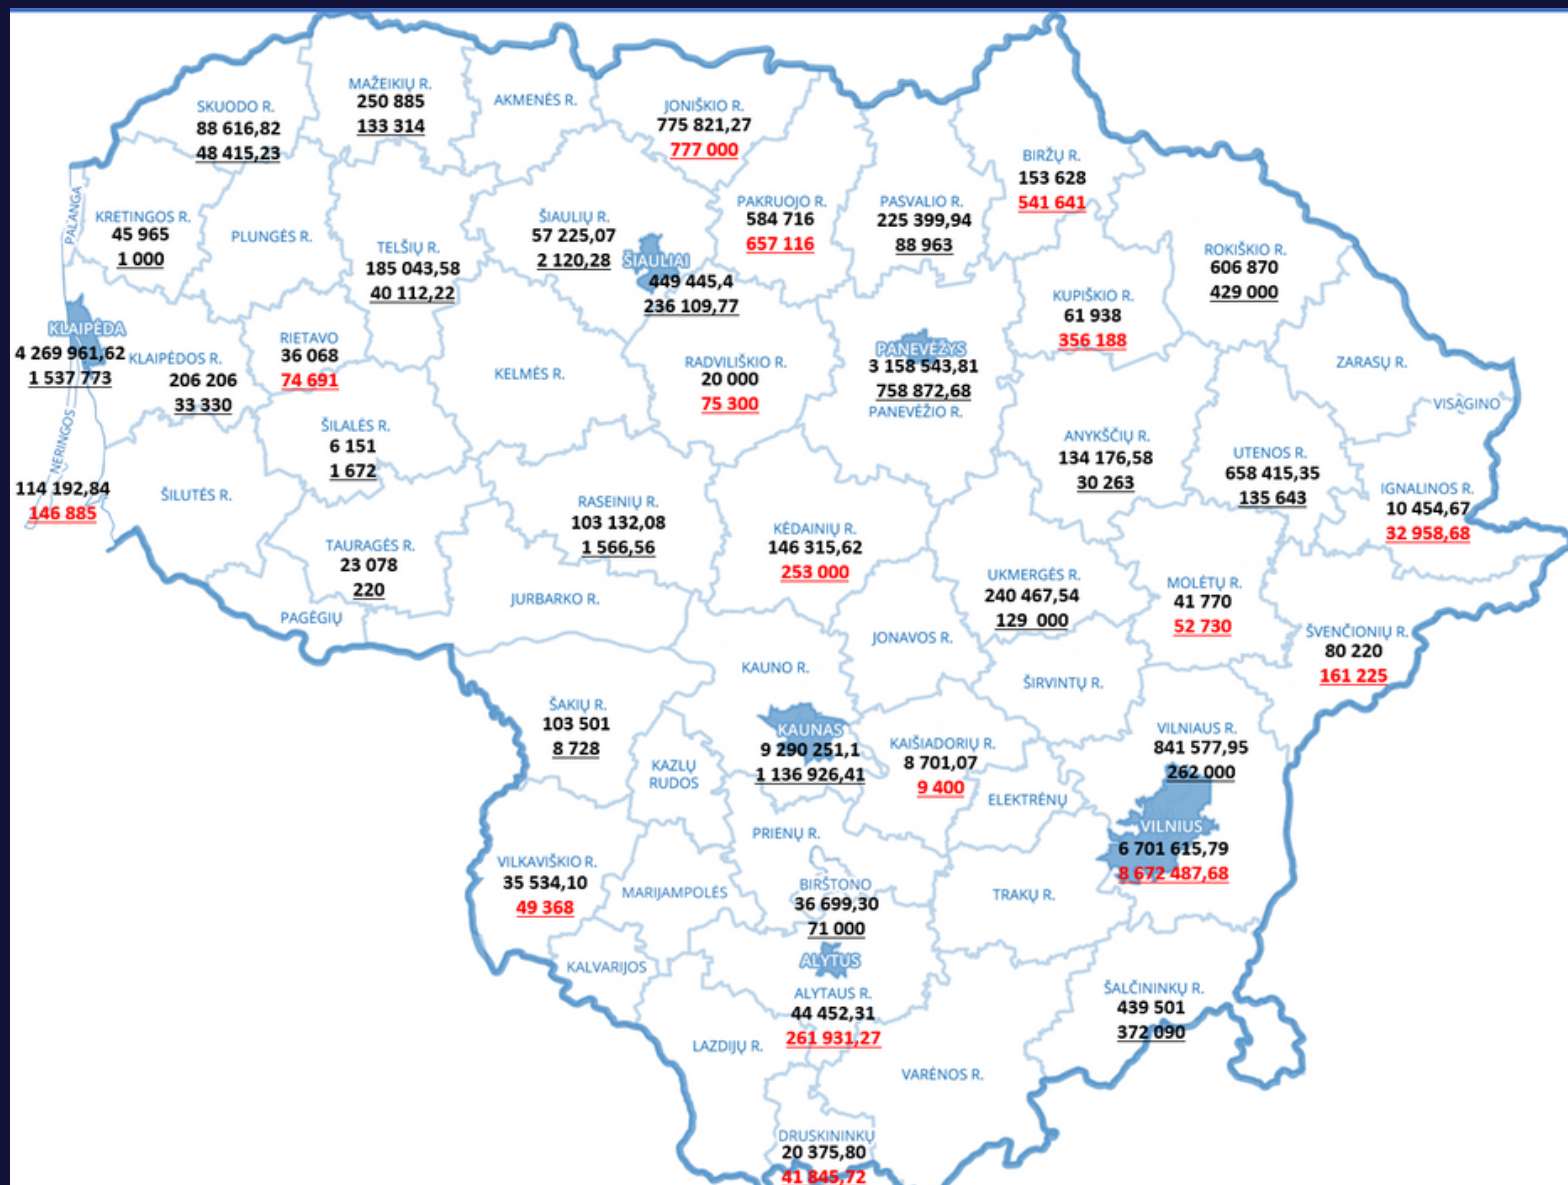 MAŽEIKIŲ R.
250 885
133 314
SKUODO R.
88 616,82
48 415,23
AKMENĖS R.
JONIŠKIO R.
775 821,27
777 000
BIRŽŲ R.
153 628
541 641
PALANGA
KRETINGOS R.
45 965
1 000
PLUNGĖS R.
TELŠIŲ R.
185 043,58
40 112,22
ŠIAULIŲ R.
57 225,07
2 120,28
ŠIAULIAI
449 445,4
236 109,77
PAKRUOJO R.
584 716
657 116
PASVALIO R.
225 399,94
88 963
ROKIŠKIO R.
606 870
429 000
KUPIŠKIO R.
61 938
356 188
KLAIPĖDA
4 269 961,62
1 537 773
KLAIPĖDOS R.
206 206
33 330
RIETAVO
36 068
74 691
KELMĖS R.
RADVILIŠKIO R.
20 000
75 300
PANEVĖŽYS
3 158 543,81
758 872,68
PANEVĖŽIO R.
ZARASŲ R.
VISAGINO
NERINGOS
114 192,84
146 885
ŠILALĖS R.
6 151
1 672
ŠILUTĖS R.
ANYKŠČIŲ R.
134 176,58
30 263
UTENOS R.
658 415,35
135 643
IGNALINOS R.
10 454,67
32 958,68
RASEINIŲ R.
103 132,08
1 566,56
KĖDAINIŲ R.
146 315,62
253 000
TAURAGĖS R.
23 078
220
PAGĖGIŲ
JURBARKO R.
UKMERGĖS R.
240 467,54
129 000
MOLĖTŲ R.
41 770
52 730
ŠVENČIONIŲ R.
80 220
161 225
JONAVOS R.
KAUNO R.
ŠIRVINTŲ R.
ŠAKIŲ R.
103 501
8 728
KAZLŲ
RUDOS
KAUNAS
9 290 251,1
1 136 926,41
KAIŠIADORIŲ R.
8 701,07
9 400
ELEKTRĖNŲ
VILNIAUS R.
841 577,95
262 000
VILNIUS
6 701 615,79
8 672 487,68
PRIENŲ R.
VILKAVIŠKIO R.
35 534,10
49 368
MARIJAMPOLĖS
BIRŠTONO
36 699,30
71 000
TRAKŲ R.
KALVARIJOS
ALYTUS
ALYTAUS R.
44 452,31
261 931,27
ŠALČININKŲ R.
439 501
372 090
LAZDIJŲ R.
VARĖNOS R.
DRUSKININKŲ
20 375,80
41 845,72